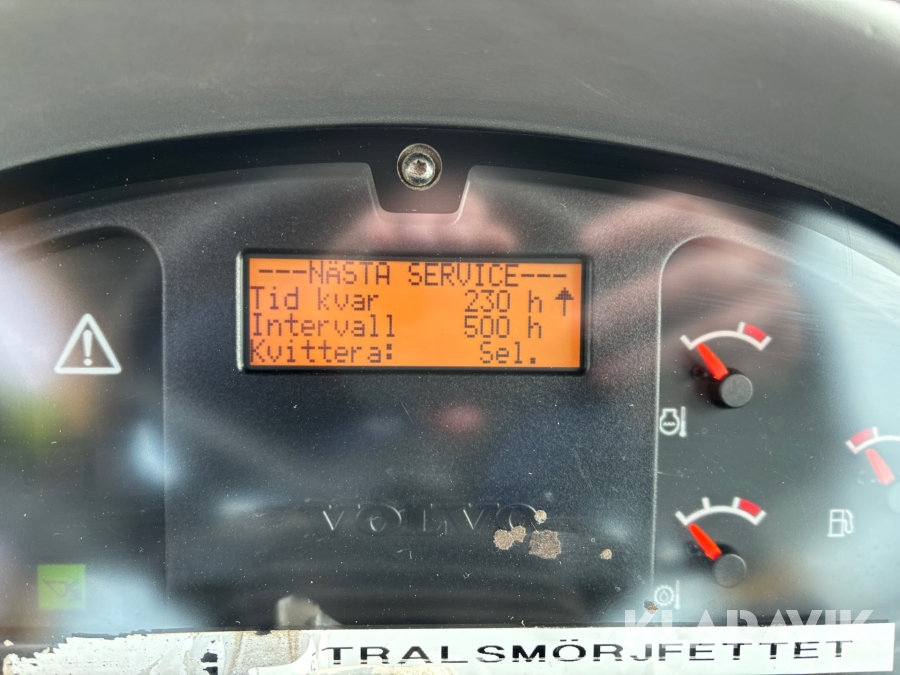 ---NÄSTA SERVICE---
Tid kvar 230 h
Intervall 500 h
Kvittera: Sel.
VOLVO
KLARAVIK
TRALSMÖRJFETTET